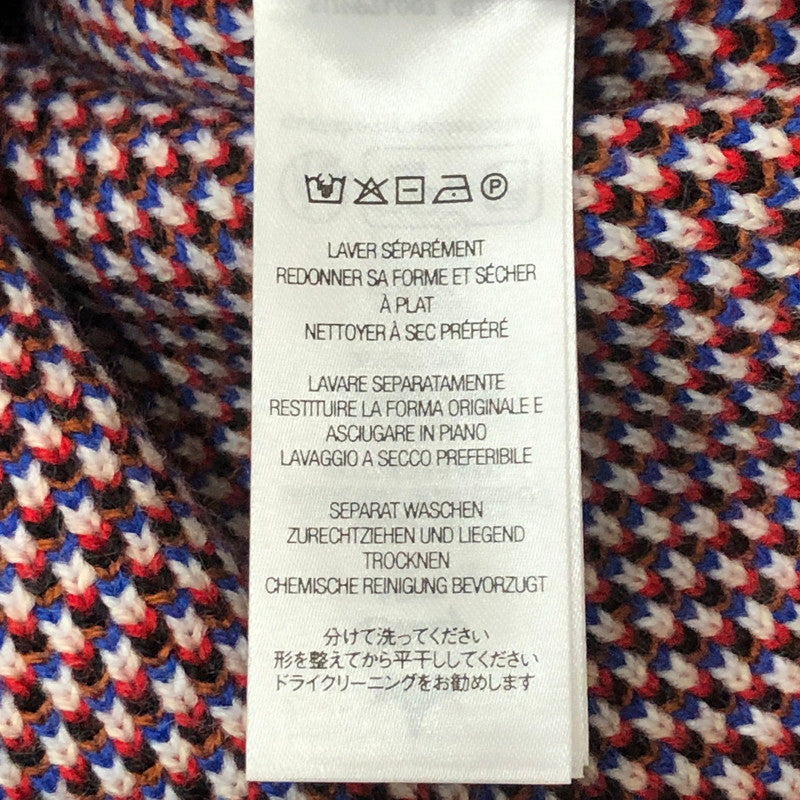 P
LAVER SÉPARÉMENT
REDONNER SA FORME ET SÉCHER
À PLAT
NETTOYER À SEC PRÉFÉRÉ
LAVARE SEPARATAMENTE
RESTITUIRE LA FORMA ORIGINALE E
ASCIUGARE IN PIANO
LAVAGGIO A SECCO PREFERIBILE
SEPARAT WASCHEN
ZURECHTZIEHEN UND LIEGEND
TROCKNEN
CHEMISCHE REINIGUNG BEVORZUGT
分けて洗ってください
形を整えてから平干ししてください
ドライクリーニングをお勧めします